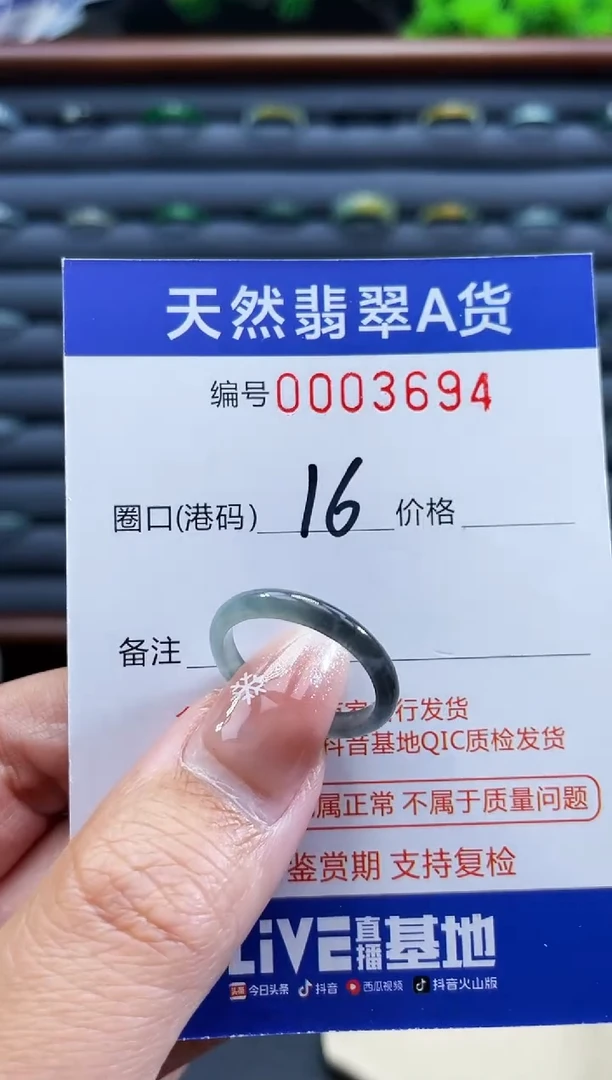 天然翡翠A货
编号0003694
圈口(港码) 16 价格
备注
行发货
抖音基地QIC质检发货
属正常 不属于质量问题
鉴赏期 支持复检
LiVE直播基地
头条 今日头条 抖音 西瓜视频 抖音火山版